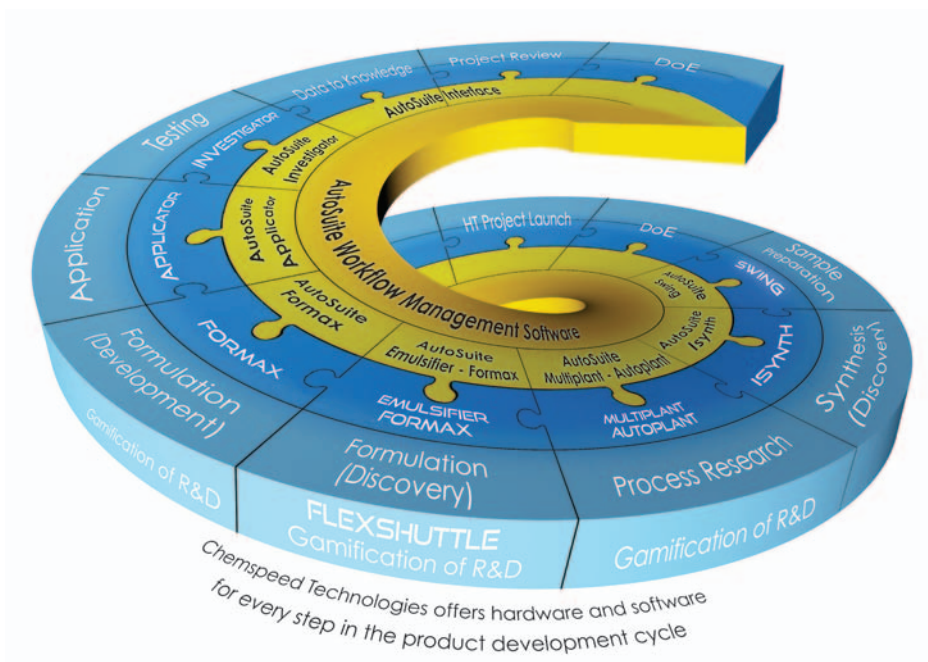 Project Review
DoE
Data to Knowledge
AutoSuite Interface
Testing
INVESTIGATOR
AutoSuite
Investigator
Application
APPLICATOR
AutoSuite
Applicator
AutoSuite Workflow Management Software
HT Project Launch
DoE
Sample
Preparation
SWING
AutoSuite
Swing
AutoSuite
Isynth
ISYNTH
Synthesis
(Discovery)
AutoSuite
Formax
FORMAX
Formulation
(Development)
Gamification of R&D
AutoSuite
Emulsifier - Formax
EMULSIFIER
FORMAX
Formulation
(Discovery)
FLEXSHUTTLE
Gamification of R&D
AutoSuite
Multiplant - Autoplant
MULTIPLANT
AUTOPLANT
Process Research
Gamification of R&D
Chemspeed Technologies offers hardware and software
for every step in the product development cycle